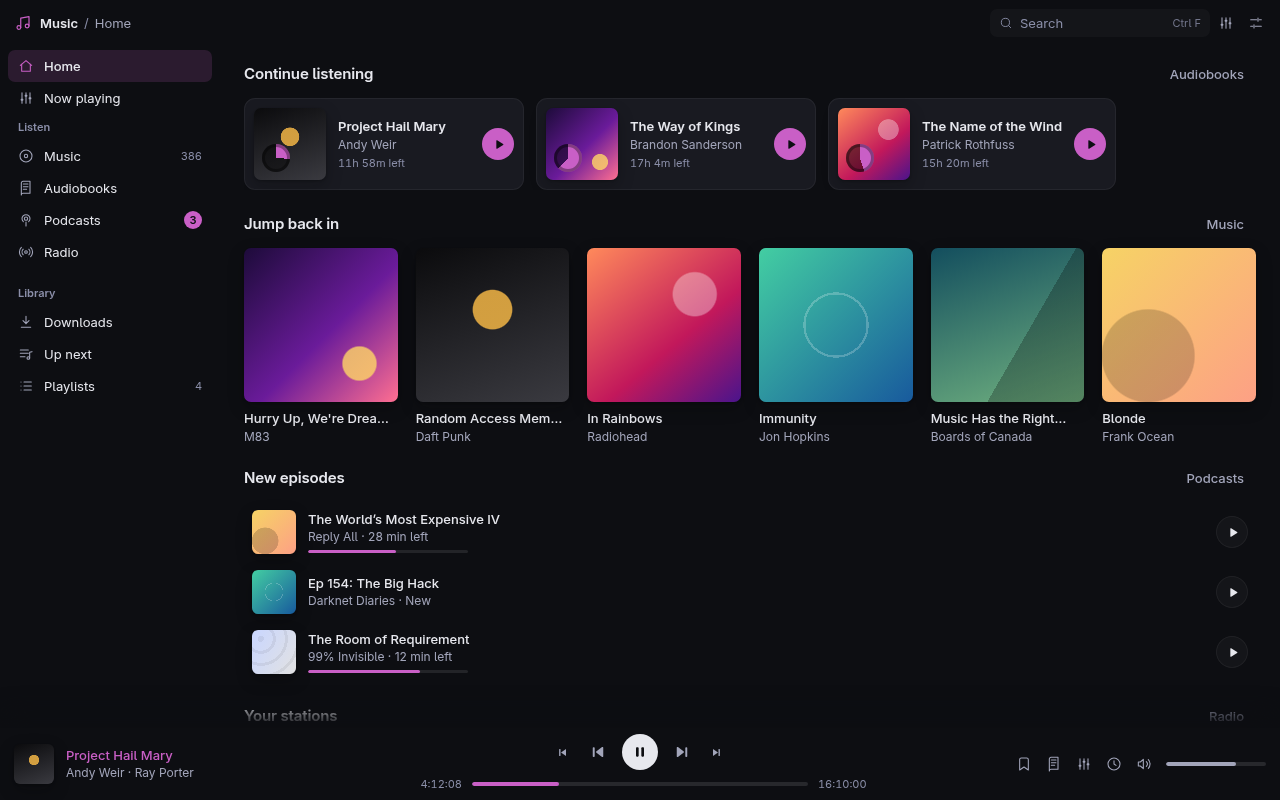 Music / Home
Search
Ctrl F
Home
Now playing
Listen
Music
386
Audiobooks
Podcasts
3
Radio
Library
Downloads
Up next
Playlists
4
Continue listening
Audiobooks
Project Hail Mary
Andy Weir
11h 58m left
The Way of Kings
Brandon Sanderson
17h 4m left
The Name of the Wind
Patrick Rothfuss
15h 20m left
Jump back in
Music
Hurry Up, We're Drea...
M83
Random Access Mem...
Daft Punk
In Rainbows
Radiohead
Immunity
Jon Hopkins
Music Has the Right...
Boards of Canada
Blonde
Frank Ocean
New episodes
Podcasts
The World’s Most Expensive IV
Reply All · 28 min left
Ep 154: The Big Hack
Darknet Diaries · New
The Room of Requirement
99% Invisible · 12 min left
Your stations
Radio
Project Hail Mary
Andy Weir · Ray Porter
4:12:08
16:10:00